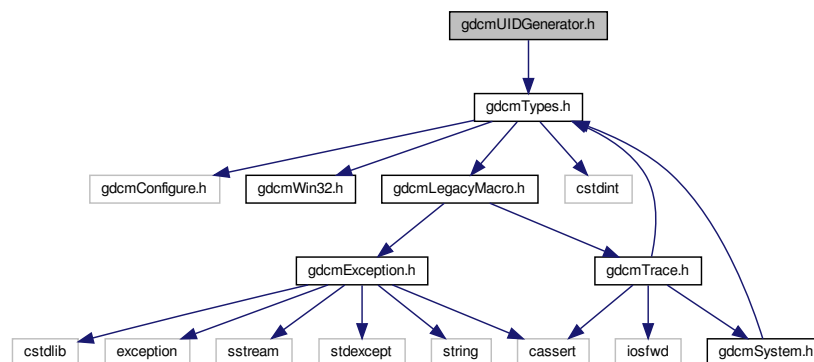 gdcmUIDGenerator.h
gdcmTypes.h
gdcmConfigure.h
gdcmWin32.h
gdcmLegacyMacro.h
cstdint
gdcmException.h
gdcmTrace.h
cstdlib
exception
sstream
stdexcept
string
cassert
iosfwd
gdcmSystem.h